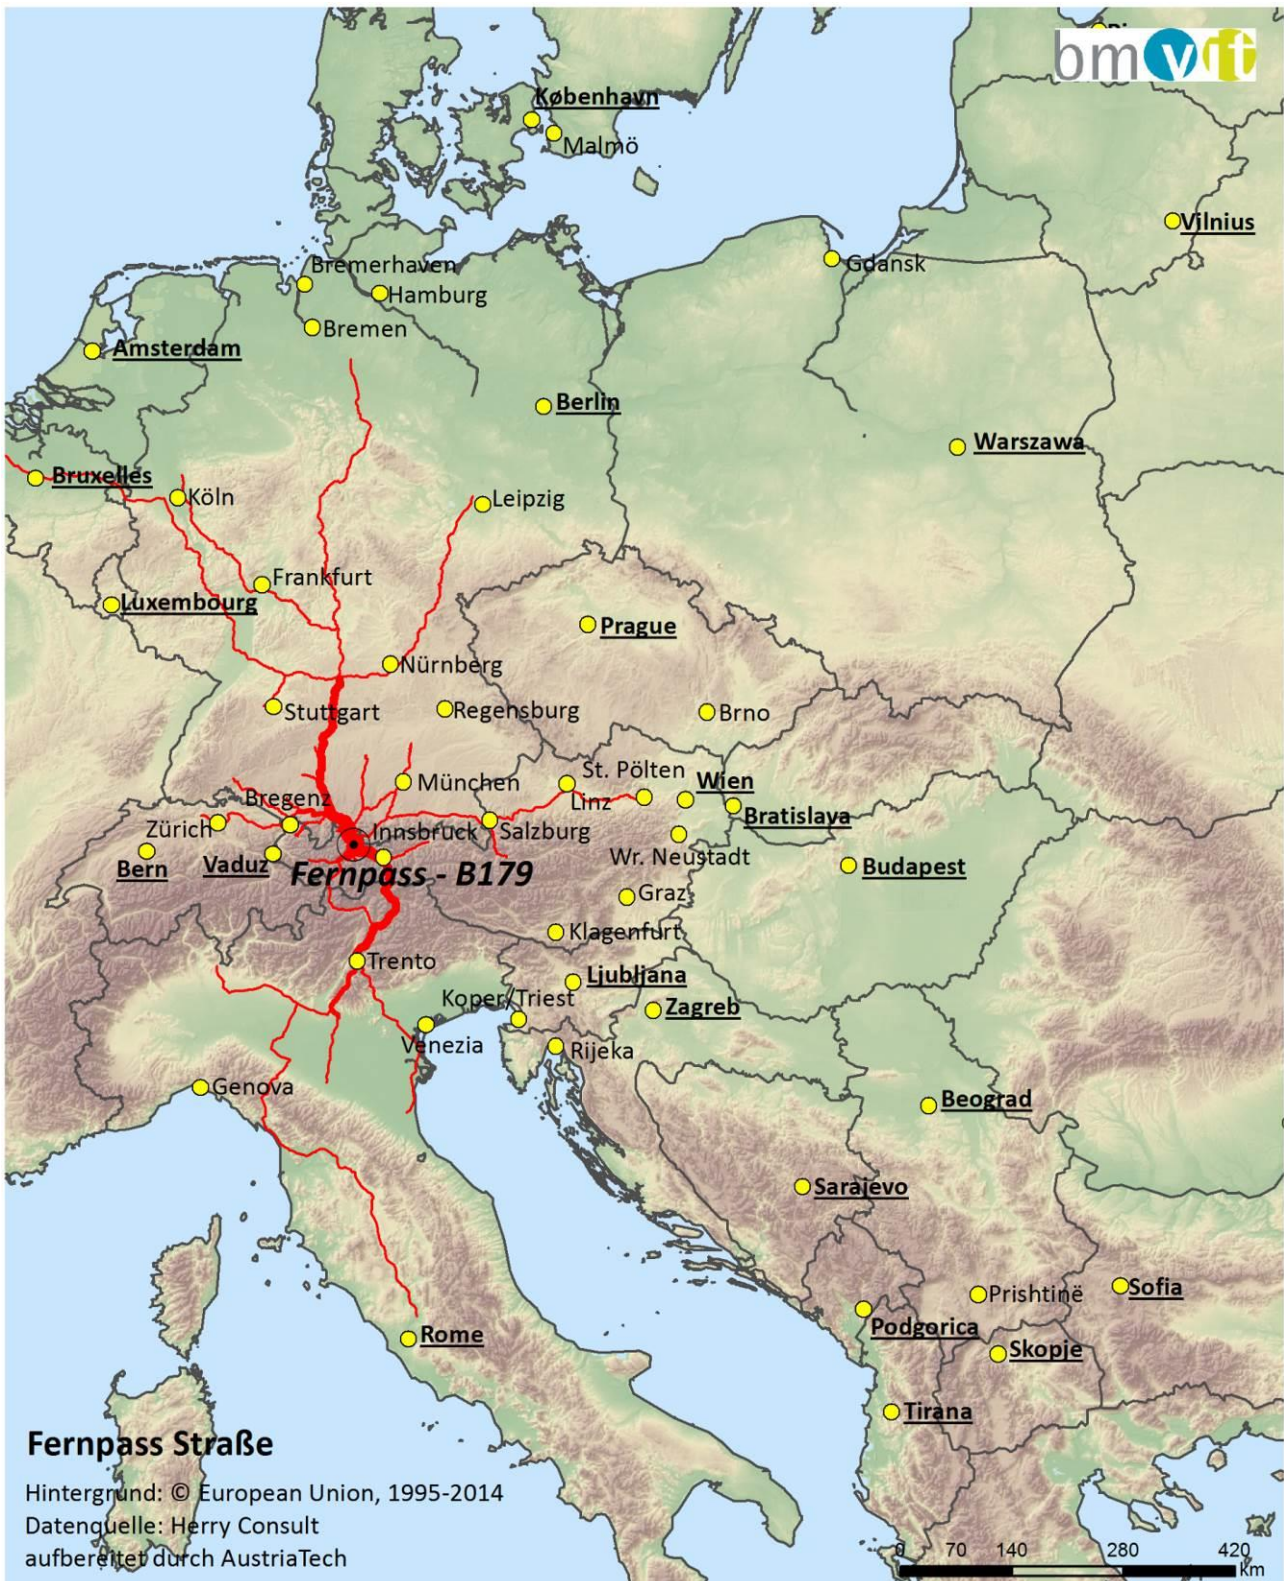 bmvit
København
Malmö
Vilnius
Gdansk
Bremerhaven
Hamburg
Bremen
Amsterdam
Berlin
Warszawa
Bruxelles
Köln
Leipzig
Frankfurt
Luxembourg
Prague
Nürnberg
Stuttgart
Regensburg
Brno
München
St. Pölten
Wien
Bregenz
Linz
Bratislava
Zürich
Innsbruck
Salzburg
Wr. Neustadt
Bern
Vaduz
Budapest
Fernpass - B179
Graz
Klagenfurt
Trento
Ljubljana
Koper/Triest
Zagreb
Venezia
Rijeka
Genova
Beograd
Sarajevo
Prishtinë
Sofia
Podgorica
Rome
Skopje
Tirana
Fernpass Straße
Hintergrund: © European Union, 1995-2014
Datenquelle: Herry Consult
aufbereitet durch AustriaTech
0 70 140 280 420
km